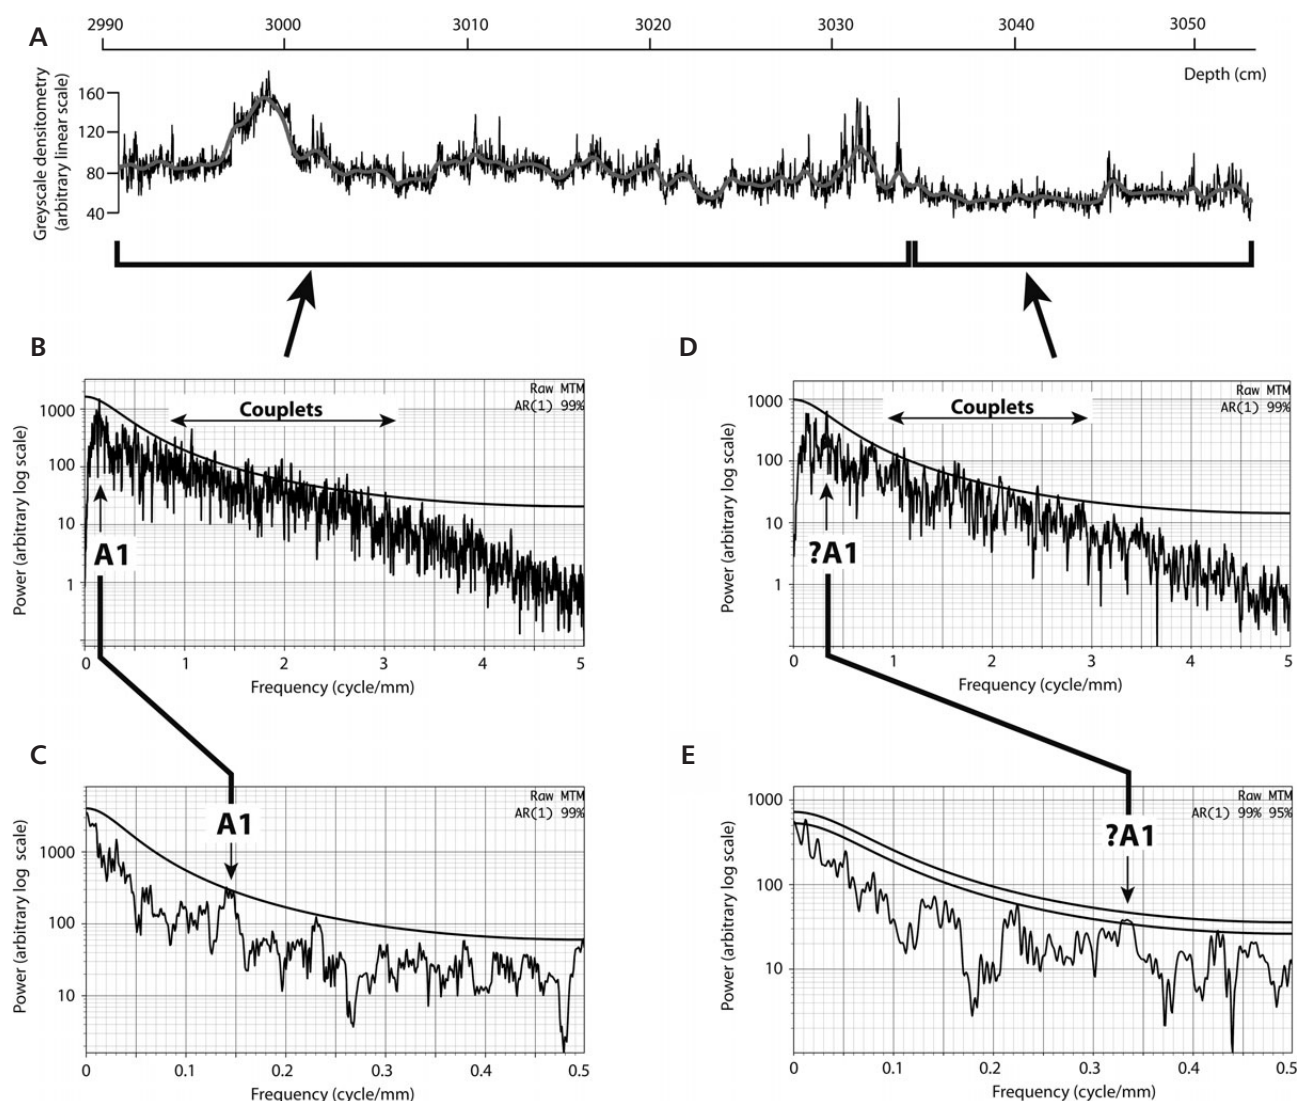 A
2990 3000 3010 3020 3030 3040 3050
Depth (cm)
Greyscale densitometry
(arbitrary linear scale)
160
120
80
40
B
Raw MTM
AR(1) 99%
Couplets
A1
Power (arbitrary log scale)
1000
100
10
1
0 1 2 3 4 5
Frequency (cycle/mm)
D
Raw MTM
AR(1) 99%
Couplets
?A1
Power (arbitrary log scale)
1000
100
10
1
0 1 2 3 4 5
Frequency (cycle/mm)
C
Raw MTM
AR(1) 99%
A1
Power (arbitrary log scale)
1000
100
10
0 0.1 0.2 0.3 0.4 0.5
Frequency (cycle/mm)
E
Raw MTM
AR(1) 99% 95%
?A1
Power (arbitrary log scale)
1000
100
10
0 0.1 0.2 0.3 0.4 0.5
Frequency (cycle/mm)